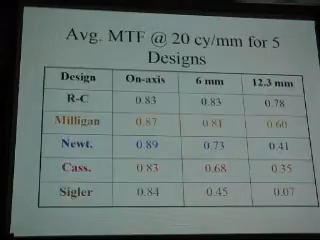 Avg. MTF @ 20 cy/mm for 5
Designs
Design On-axis 6 mm 12.3 mm
R-C 0.83 0.83 0.78
Milligan 0.87 0.81 0.60
Newt. 0.89 0.73 0.41
Cass. 0.83 0.68 0.35
Sigler 0.84 0.45 0.07